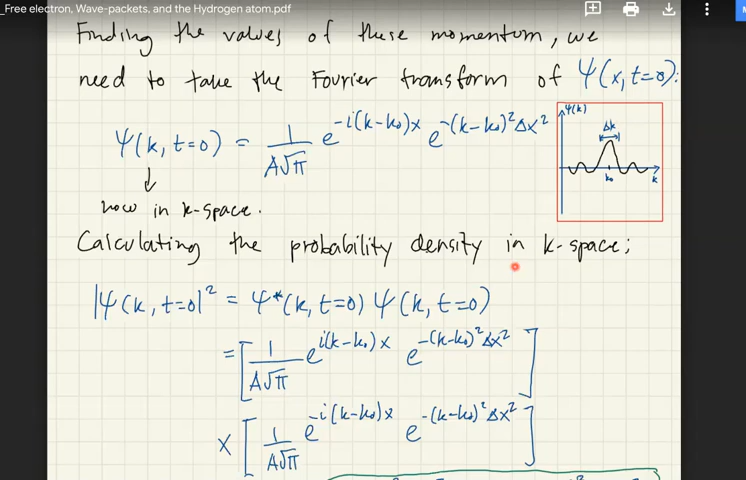 _Free electron, Wave-packets, and the Hydrogen atom.pdf
Finding the values of these momentum, we
need to take the Fourier transform of Ψ(x, t=0):
Ψ(k, t=0) = 1/(A√π) e^(-i(k-k₀)x) e^(-(k-k₀)²Δx²)
Ψ(k)
Δk
k₀
k
now in k-space.
Calculating the probability density in k-space;
|Ψ(k, t=0|² = Ψ*(k, t=0) Ψ(k, t=0)
= [1/(A√π) e^(i(k-k₀)x) e^(-(k-k₀)²Δx²)]
× [1/(A√π) e^(-i(k-k₀)x) e^(-(k-k₀)²Δx²)]